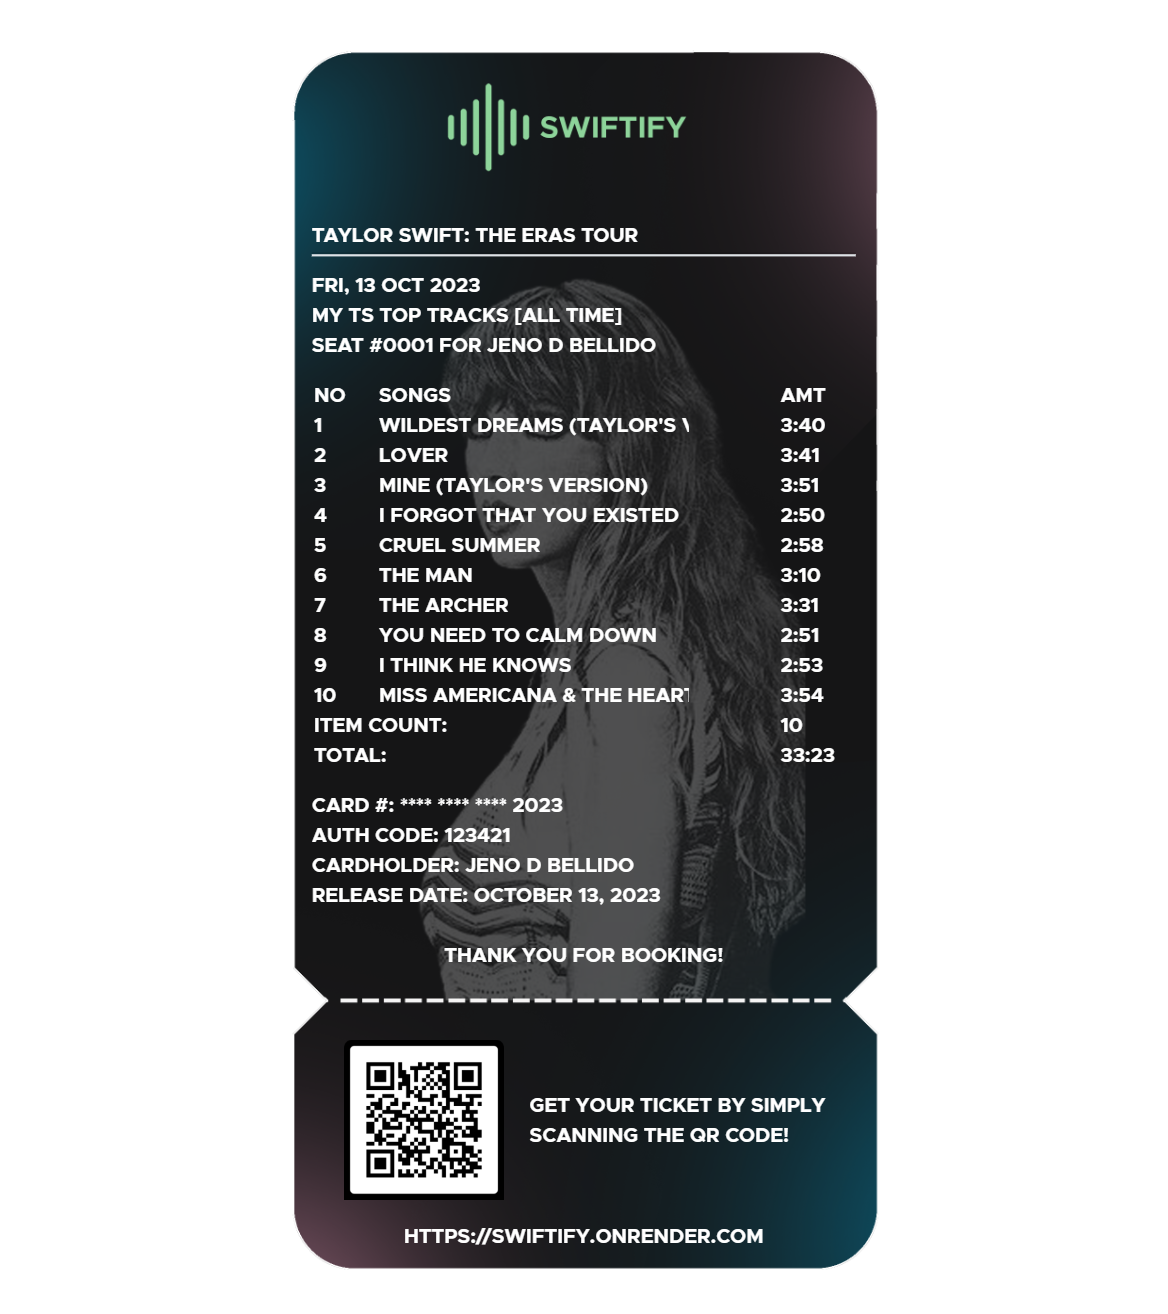 SWIFTIFY
TAYLOR SWIFT: THE ERAS TOUR
FRI, 13 OCT 2023
MY TS TOP TRACKS [ALL TIME]
SEAT #0001 FOR JENO D BELLIDO
NO SONGS AMT
1 WILDEST DREAMS (TAYLOR'S 3:40
2 LOVER 3:41
3 MINE (TAYLOR'S VERSION) 3:51
4 I FORGOT THAT YOU EXISTED 2:50
5 CRUEL SUMMER 2:58
6 THE MAN 3:10
7 THE ARCHER 3:31
8 YOU NEED TO CALM DOWN 2:51
9 I THINK HE KNOWS 2:53
10 MISS AMERICANA & THE HEART 3:54
ITEM COUNT: 10
TOTAL: 33:23
CARD #: **** **** **** 2023
AUTH CODE: 123421
CARDHOLDER: JENO D BELLIDO
RELEASE DATE: OCTOBER 13, 2023
THANK YOU FOR BOOKING!
GET YOUR TICKET BY SIMPLY
SCANNING THE QR CODE!
HTTPS://SWIFTIFY.ONRENDER.COM